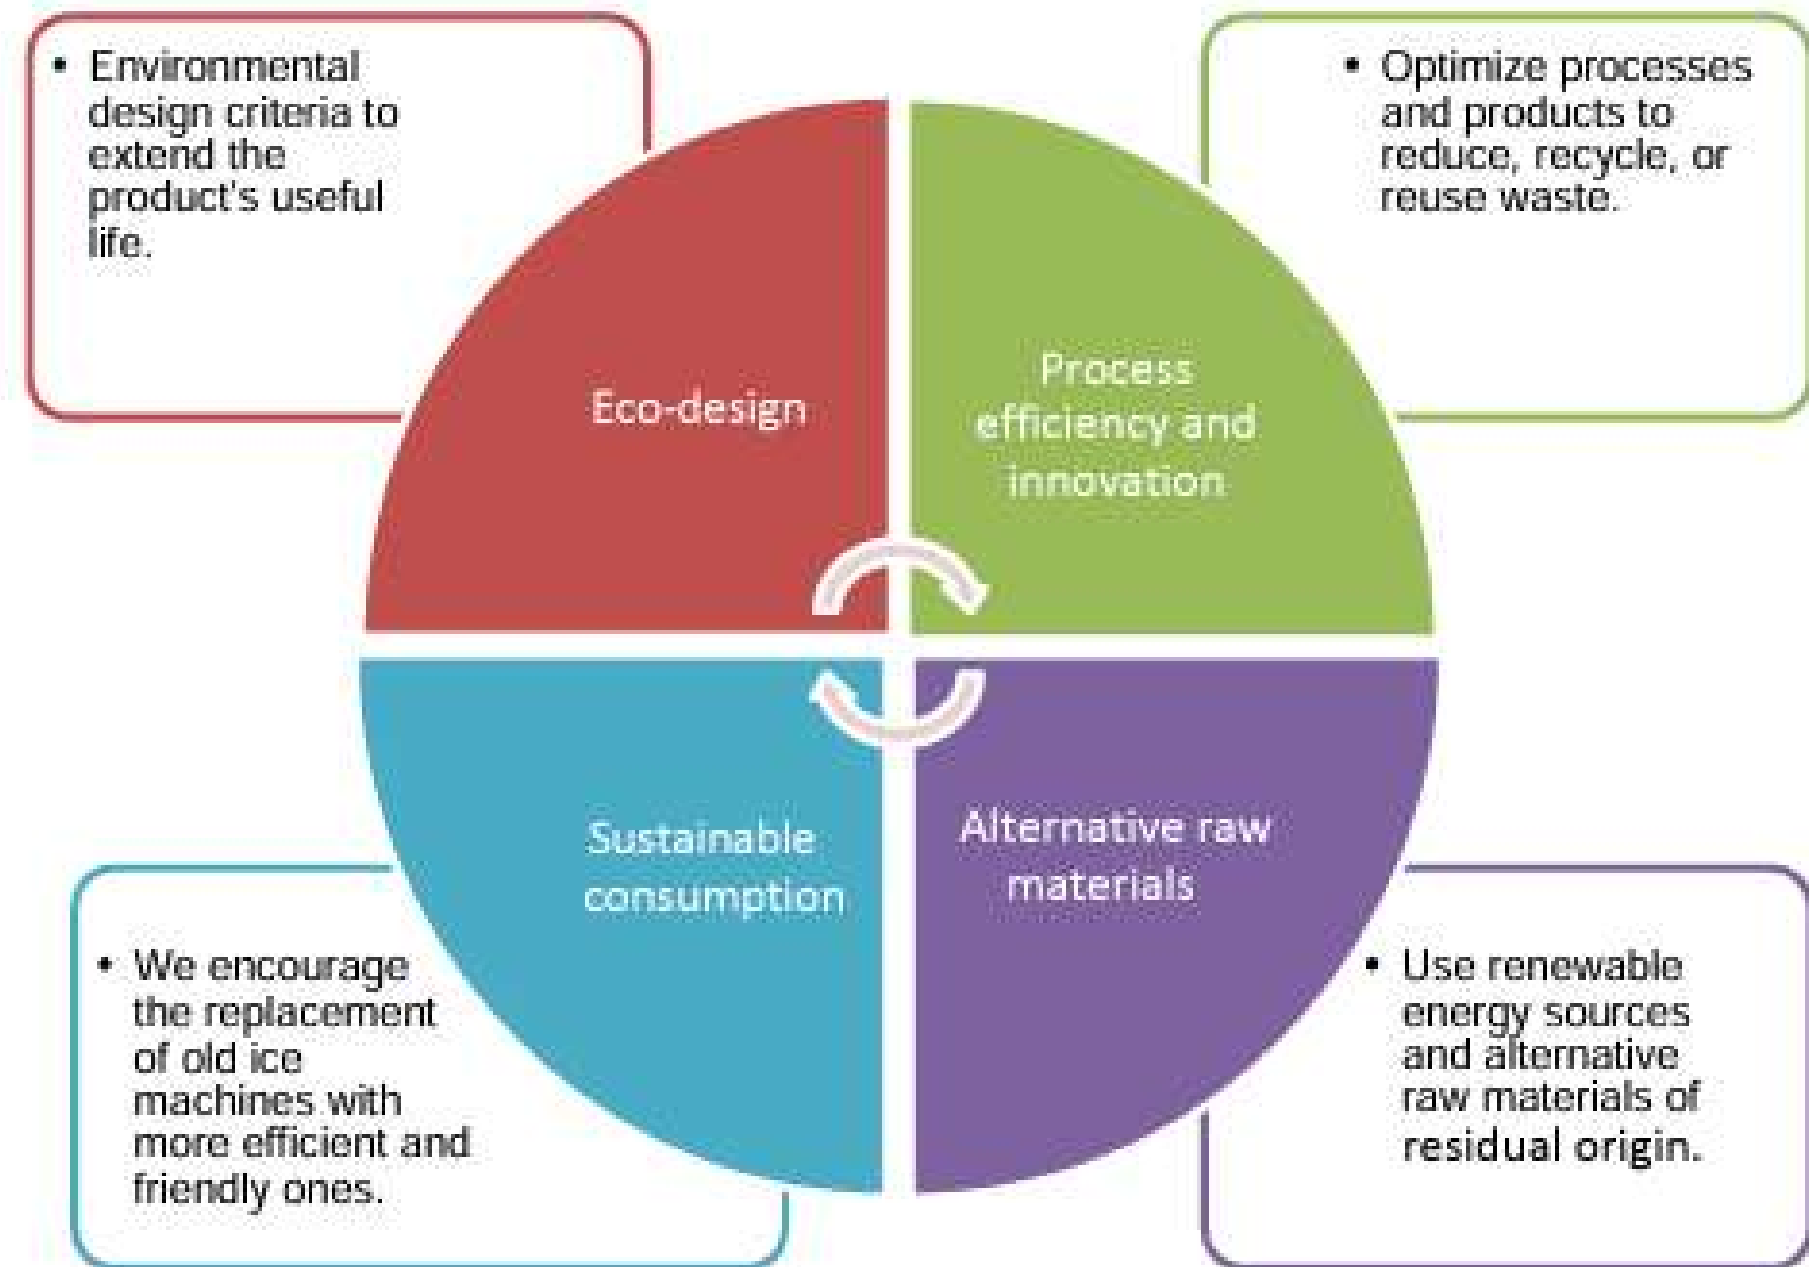 • Environmental
design criteria to
extend the
product's useful
life.
• Optimize processes
and products to
reduce, recycle, or
reuse waste.
Eco-design
Process
efficiency and
innovation
Sustainable
consumption
Alternative raw
materials
• We encourage
the replacement
of old ice
machines with
more efficient and
friendly ones.
• Use renewable
energy sources
and alternative
raw materials of
residual origin.